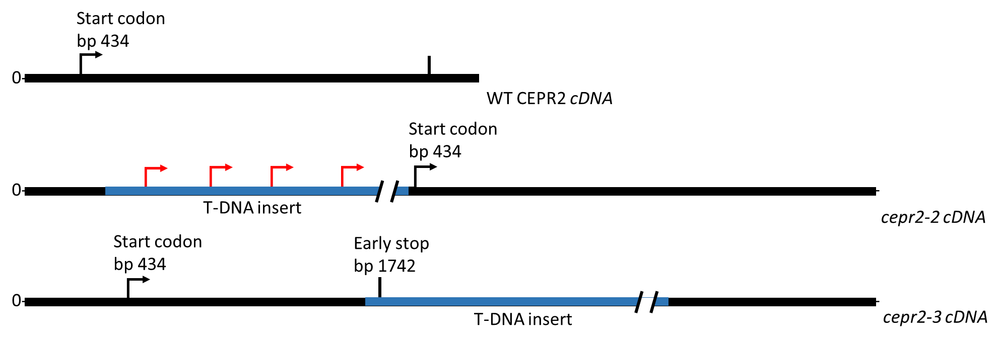 Start codon
bp 434
0
WT CEPR2 cDNA
Start codon
bp 434
0
T-DNA insert
cepr2-2 cDNA
Start codon
bp 434
Early stop
bp 1742
0
T-DNA insert
cepr2-3 cDNA